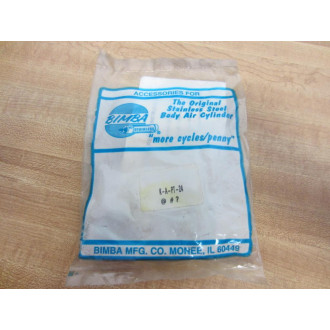 ACCESSORIES FOR
BIMBA
The Original
Stainless Steel
Body Air Cylinder
"more cycles/penny"
BIMBA MFG. CO. MONEE, IL 60449